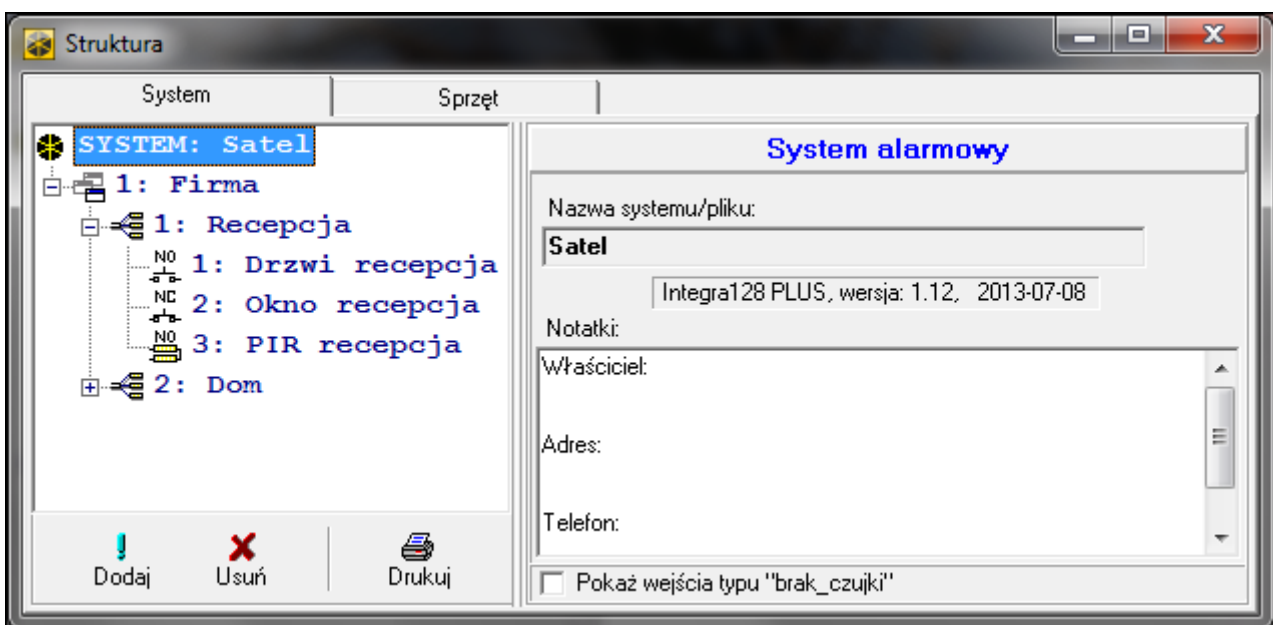 Struktura
System
Sprzęt
SYSTEM: Satel
1: Firma
1: Recepcja
NO
1: Drzwi recepcja
NC
2: Okno recepcja
NO
3: PIR recepcja
2: Dom
Dodaj
Usuń
Drukuj
System alarmowy
Nazwa systemu/pliku:
Satel
Integra128 PLUS, wersja: 1.12, 2013-07-08
Notatki:
Właściciel:
Adres:
Telefon:
Pokaż wejścia typu "brak_czujki"